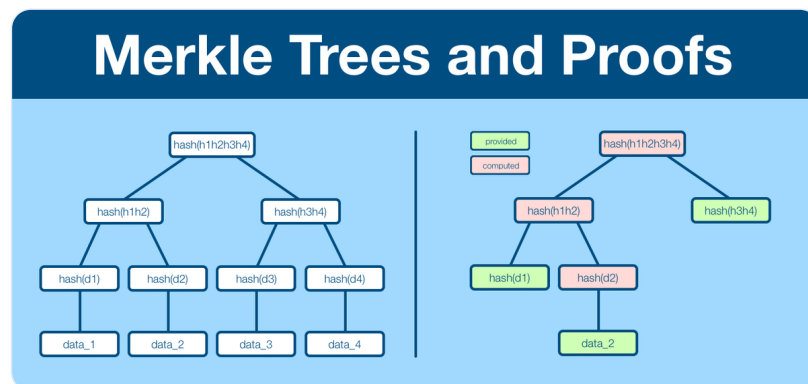 Merkle Trees and Proofs
hash(h1h2h3h4)
hash(h1h2)
hash(h3h4)
hash(d1)
hash(d2)
hash(d3)
hash(d4)
data_1
data_2
data_3
data_4
provided
computed
hash(h1h2h3h4)
hash(h1h2)
hash(h3h4)
hash(d1)
hash(d2)
data_2